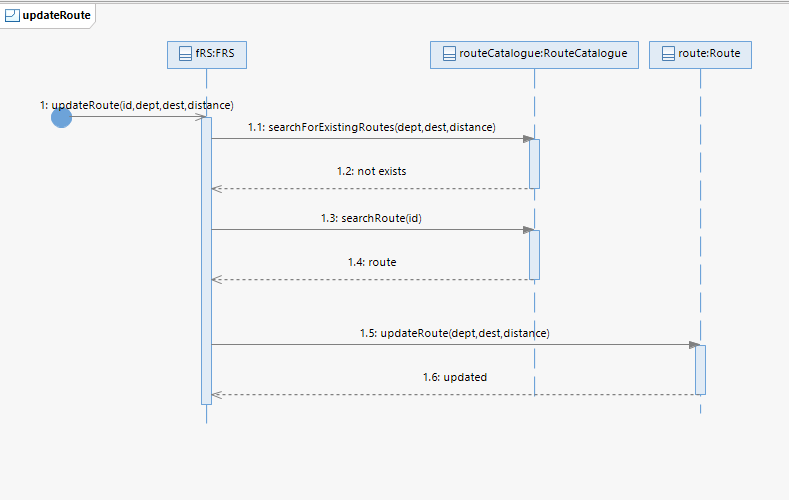 updateRoute
fRS:FRS
routeCatalogue:RouteCatalogue
route:Route
1: updateRoute(id,dept,dest,distance)
1.1: searchForExistingRoutes(dept,dest,distance)
1.2: not exists
1.3: searchRoute(id)
1.4: route
1.5: updateRoute(dept,dest,distance)
1.6: updated